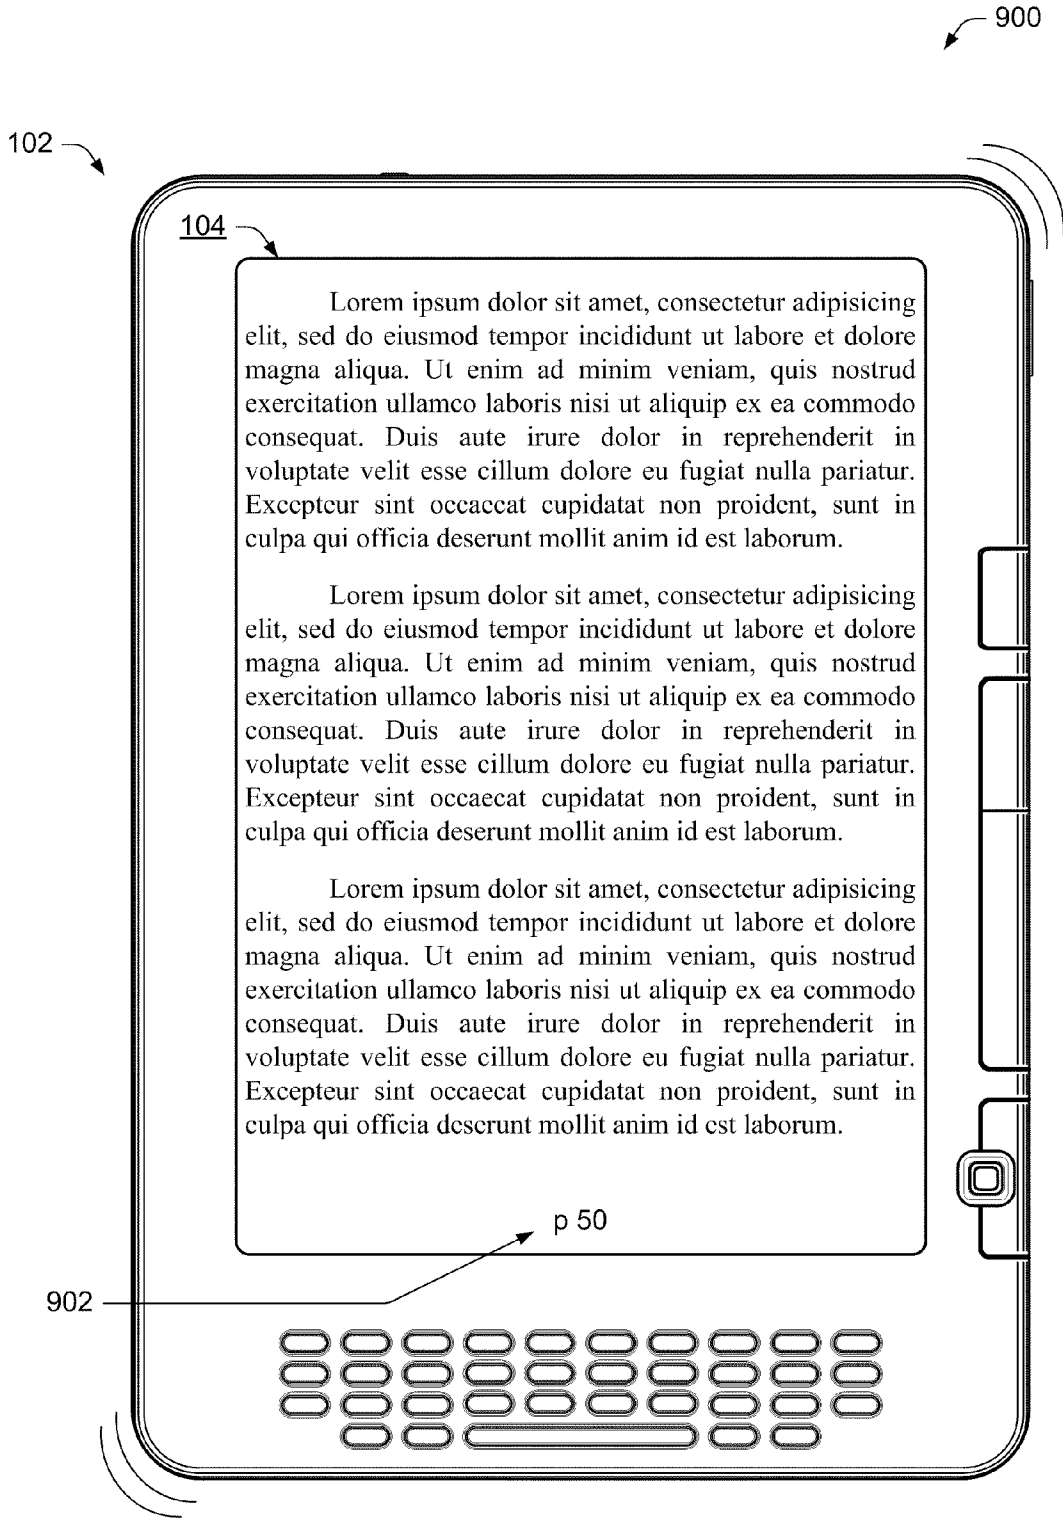 900
102
104
Lorem ipsum dolor sit amet, consectetur adipisicing
elit, sed do eiusmod tempor incididunt ut labore et dolore
magna aliqua. Ut enim ad minim veniam, quis nostrud
exercitation ullamco laboris nisi ut aliquip ex ea commodo
consequat. Duis aute irure dolor in reprehenderit in
voluptate velit esse cillum dolore eu fugiat nulla pariatur.
Excepteur sint occaecat cupidatat non proident, sunt in
culpa qui officia deserunt mollit anim id est laborum.
Lorem ipsum dolor sit amet, consectetur adipisicing
elit, sed do eiusmod tempor incididunt ut labore et dolore
magna aliqua. Ut enim ad minim veniam, quis nostrud
exercitation ullamco laboris nisi ut aliquip ex ea commodo
consequat. Duis aute irure dolor in reprehenderit in
voluptate velit esse cillum dolore eu fugiat nulla pariatur.
Excepteur sint occaecat cupidatat non proident, sunt in
culpa qui officia deserunt mollit anim id est laborum.
Lorem ipsum dolor sit amet, consectetur adipisicing
elit, sed do eiusmod tempor incididunt ut labore et dolore
magna aliqua. Ut enim ad minim veniam, quis nostrud
exercitation ullamco laboris nisi ut aliquip ex ea commodo
consequat. Duis aute irure dolor in reprehenderit in
voluptate velit esse cillum dolore eu fugiat nulla pariatur.
Excepteur sint occaecat cupidatat non proident, sunt in
culpa qui officia deserunt mollit anim id est laborum.
p 50
902